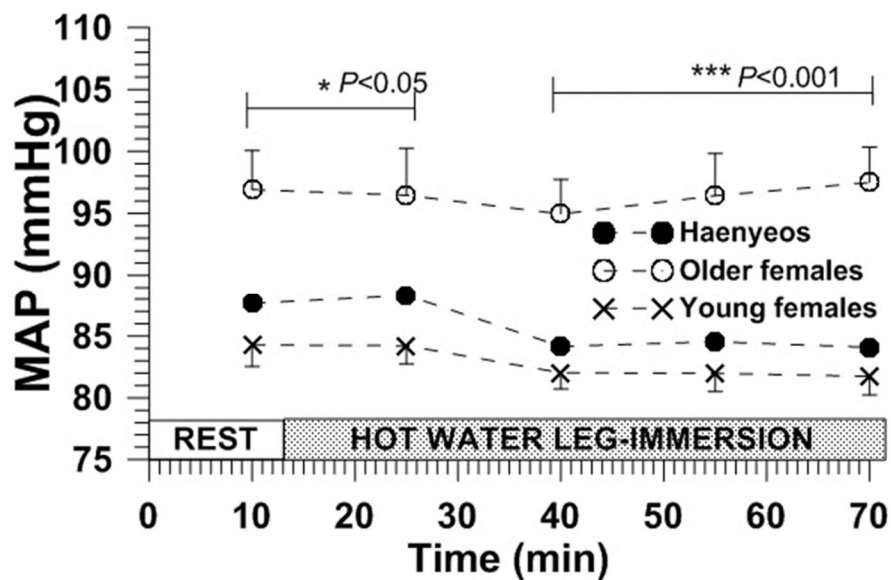 110
105
100
95
90
85
80
75
MAP (mmHg)
* P<0.05
*** P<0.001
Haenyeos
Older females
Young females
REST
HOT WATER LEG-IMMERSION
0 10 20 30 40 50 60 70
Time (min)